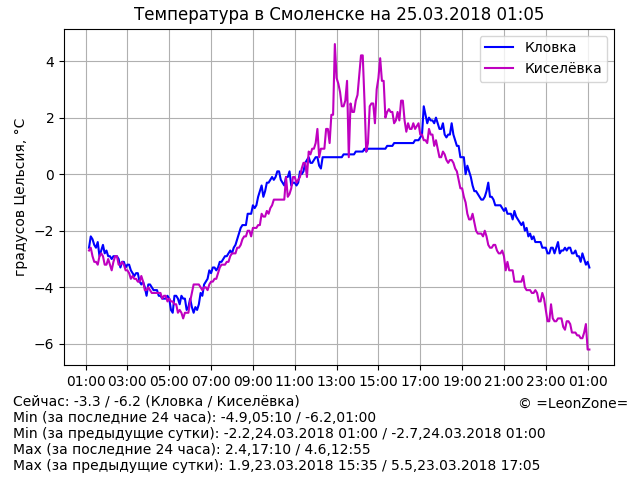 Температура в Смоленске на 25.03.2018 01:05
Кловка
Киселёвка
градусов Цельсия, °C
4
2
0
−2
−4
−6
01:00 03:00 05:00 07:00 09:00 11:00 13:00 15:00 17:00 19:00 21:00 23:00 01:00
Сейчас: -3.3 / -6.2 (Кловка / Киселёвка)
© =LeonZone=
Min (за последние 24 часа): -4.9,05:10 / -6.2,01:00
Min (за предыдущие сутки): -2.2,24.03.2018 01:00 / -2.7,24.03.2018 01:00
Max (за последние 24 часа): 2.4,17:10 / 4.6,12:55
Max (за предыдущие сутки): 1.9,23.03.2018 15:35 / 5.5,23.03.2018 17:05